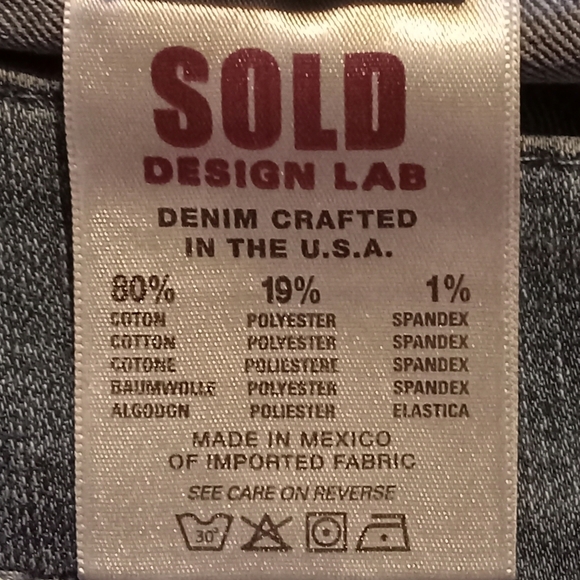 SOLD
DESIGN LAB
DENIM CRAFTED
IN THE U.S.A.
80% 19% 1%
COTON POLYESTER SPANDEX
COTTON POLYESTER SPANDEX
COTONE POLIESTERE SPANDEX
BAUMWOLLE POLYESTER SPANDEX
ALGODON POLIESTER ELASTICA
MADE IN MEXICO
OF IMPORTED FABRIC
SEE CARE ON REVERSE
30°